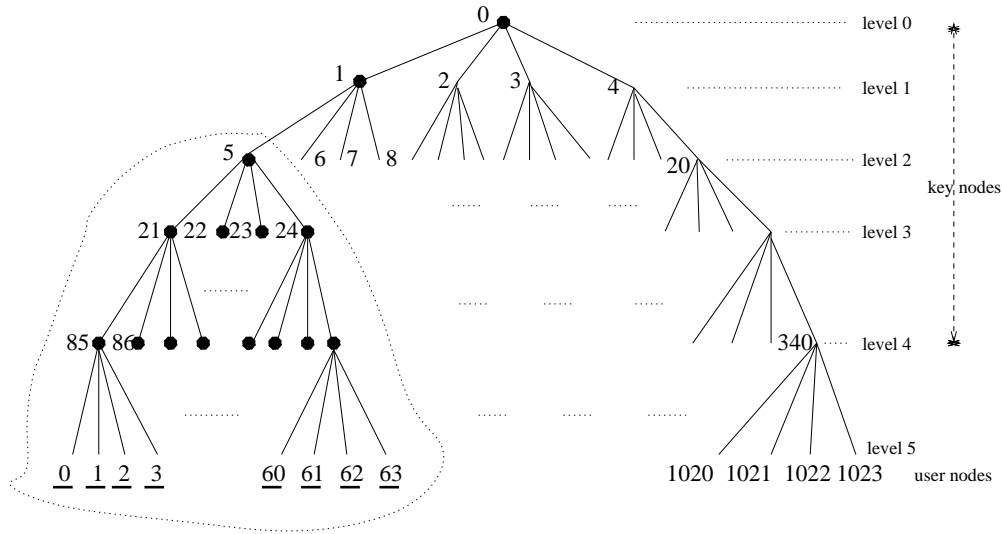 0 level 0
1 2 3 4 level 1
5 6 7 8 20 level 2
key nodes
21 22 23 24 level 3
85 86 340 level 4
level 5
0 1 2 3 60 61 62 63 1020 1021 1022 1023 user nodes